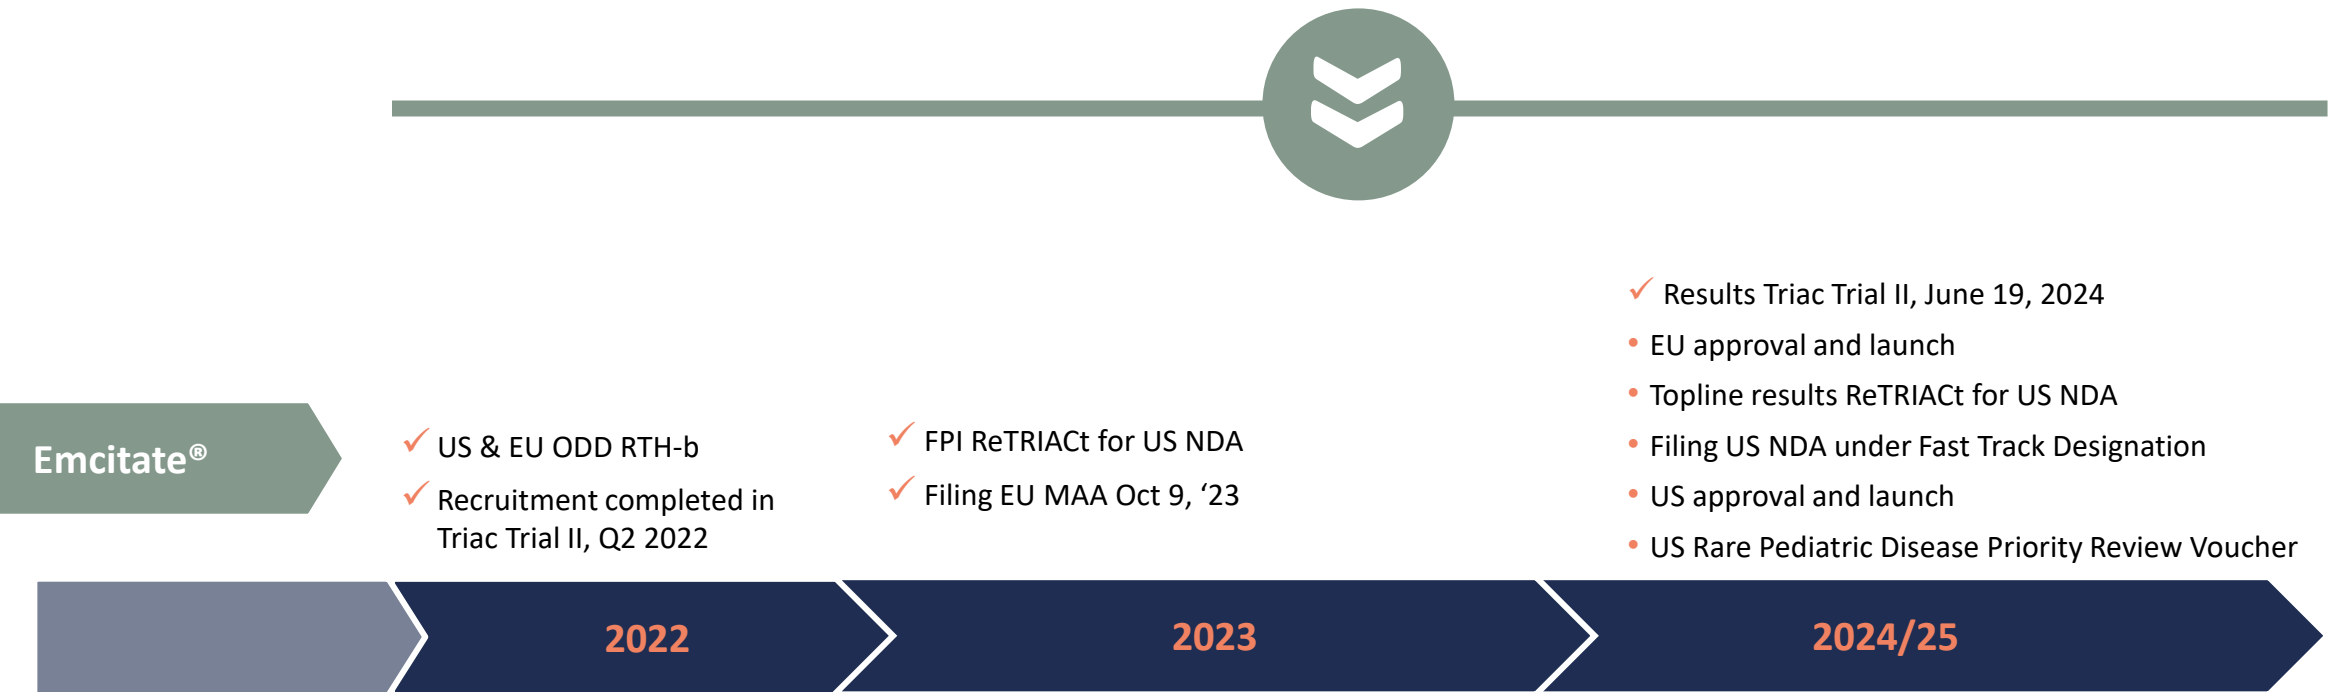 Emcitate®
✓ US & EU ODD RTH-b
✓ Recruitment completed in
Triac Trial II, Q2 2022
✓ FPI ReTRIACt for US NDA
✓ Filing EU MAA Oct 9, ‘23
✓ Results Triac Trial II, June 19, 2024
• EU approval and launch
• Topline results ReTRIACt for US NDA
• Filing US NDA under Fast Track Designation
• US approval and launch
• US Rare Pediatric Disease Priority Review Voucher
2022
2023
2024/25